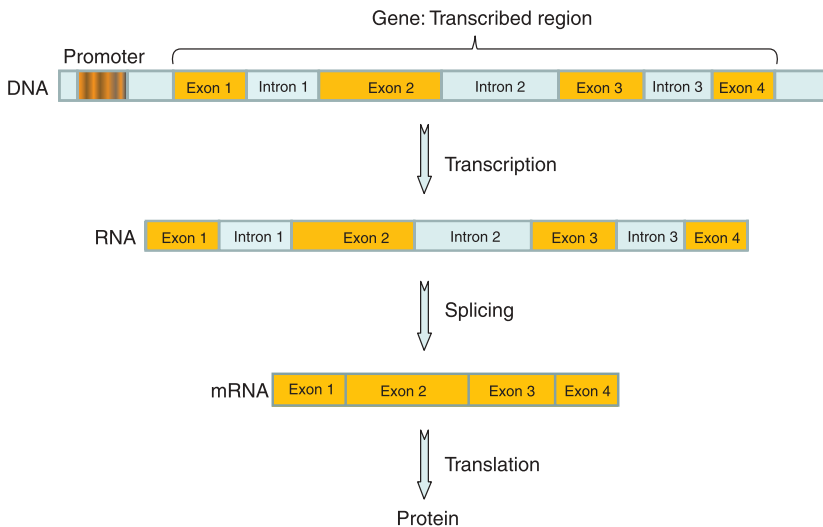 Gene: Transcribed region
Promoter
DNA Exon 1 Intron 1 Exon 2 Intron 2 Exon 3 Intron 3 Exon 4
Transcription
RNA Exon 1 Intron 1 Exon 2 Intron 2 Exon 3 Intron 3 Exon 4
Splicing
mRNA Exon 1 Exon 2 Exon 3 Exon 4
Translation
Protein